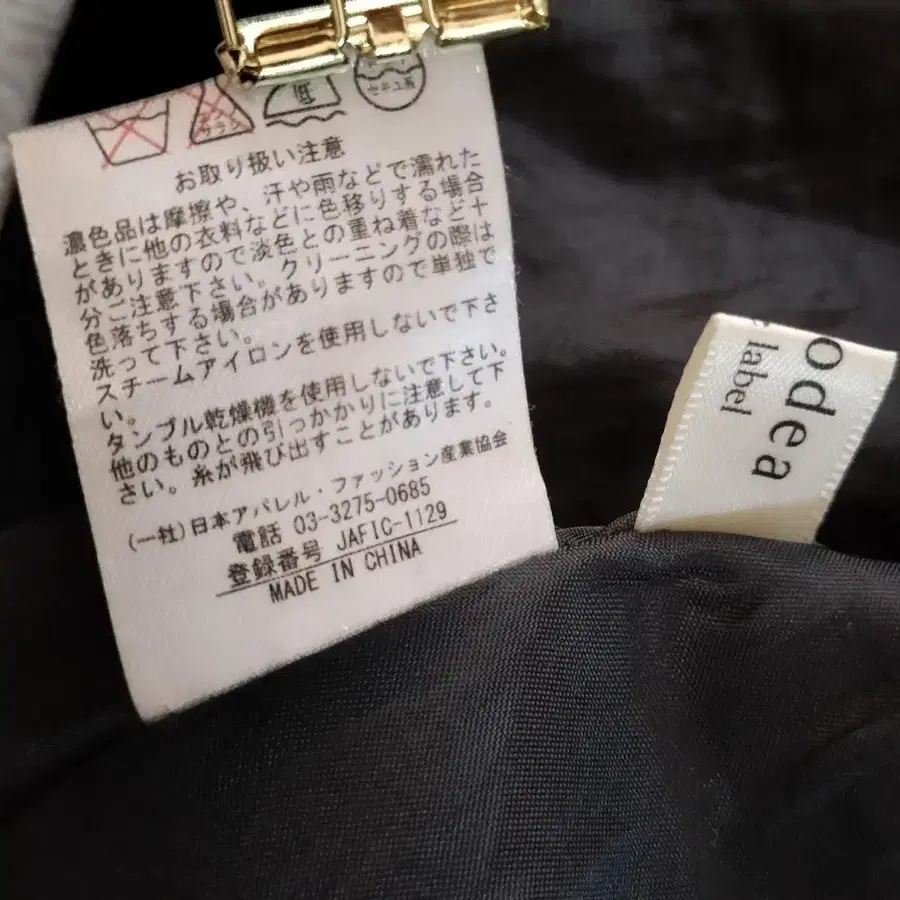 サラシ
低
ドライ
セキユ系
お取り扱い注意
濃色品は摩擦や、汗や雨などで濡れた
ときに他の衣料などに色移りする場合
がありますので淡色との重ね着など十
分ご注意下さい。クリーニングの際は
色落ちする場合がありますので単独で
洗って下さい。
スチームアイロンを使用しないで下さ
い。
タンブル乾燥機を使用しないで下さい。
他のものとの引っかかりに注意して下
さい。糸が飛び出すことがあります。
(一社)日本アパレル・ファッション産業協会
電話 03-3275-0685
登録番号 JAFIC-1129
MADE IN CHINA
odea
label